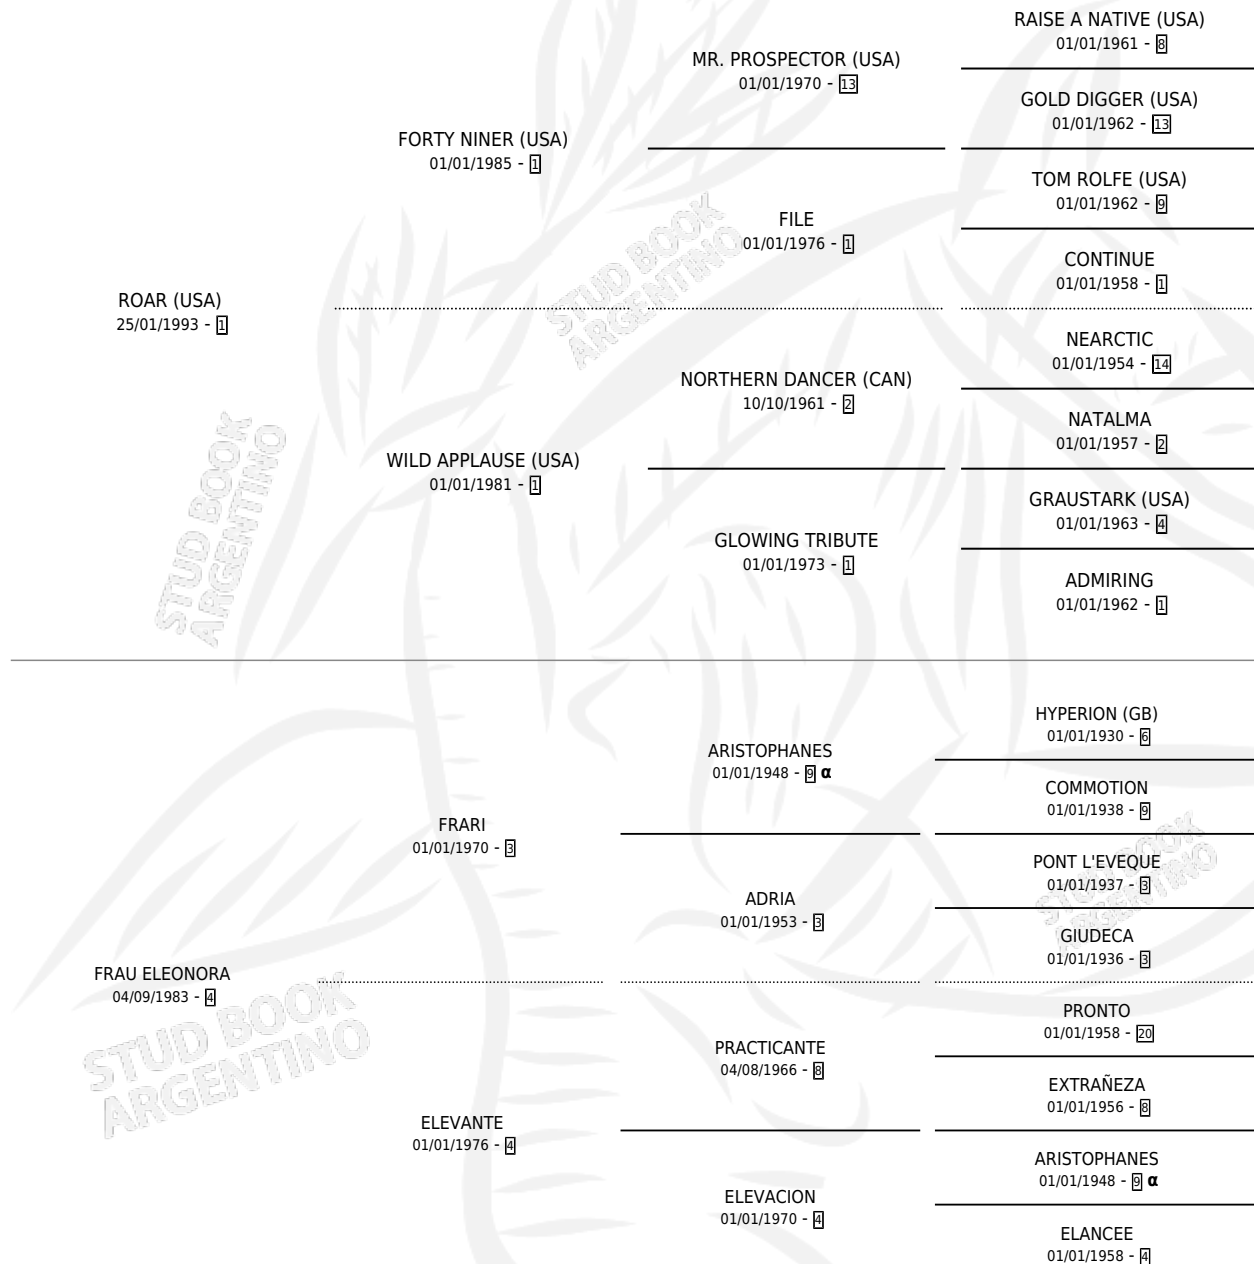 RAISE A NATIVE (USA)
01/01/1961 - 8
MR. PROSPECTOR (USA)
01/01/1970 - 13
GOLD DIGGER (USA)
01/01/1962 - 13
FORTY NINER (USA)
01/01/1985 - 1
TOM ROLFE (USA)
01/01/1962 - 9
FILE
01/01/1976 - 1
CONTINUE
01/01/1958 - 1
ROAR (USA)
25/01/1993 - 1
NEARCTIC
01/01/1954 - 14
NORTHERN DANCER (CAN)
10/10/1961 - 2
NATALMA
01/01/1957 - 2
WILD APPLAUSE (USA)
01/01/1981 - 1
GRAUSTARK (USA)
01/01/1963 - 4
GLOWING TRIBUTE
01/01/1973 - 1
ADMIRING
01/01/1962 - 1
HYPERION (GB)
01/01/1930 - 6
ARISTOPHANES
01/01/1948 - 9 α
COMMOTION
01/01/1938 - 9
FRARI
01/01/1970 - 3
PONT L'EVEQUE
01/01/1937 - 3
ADRIA
01/01/1953 - 3
GIUDECA
01/01/1936 - 3
FRAU ELEONORA
04/09/1983 - 4
PRONTO
01/01/1958 - 20
PRACTICANTE
04/08/1966 - 8
EXTRAÑEZA
01/01/1956 - 8
ELEVANTE
01/01/1976 - 4
ARISTOPHANES
01/01/1948 - 9 α
ELEVACION
01/01/1970 - 4
ELANCEE
01/01/1958 - 4
STUD BOOK
ARGENTINO
STUD BOOK
ARGENTINO
STUD BOOK
ARGENTINO
STUD BOOK
ARGENTINO